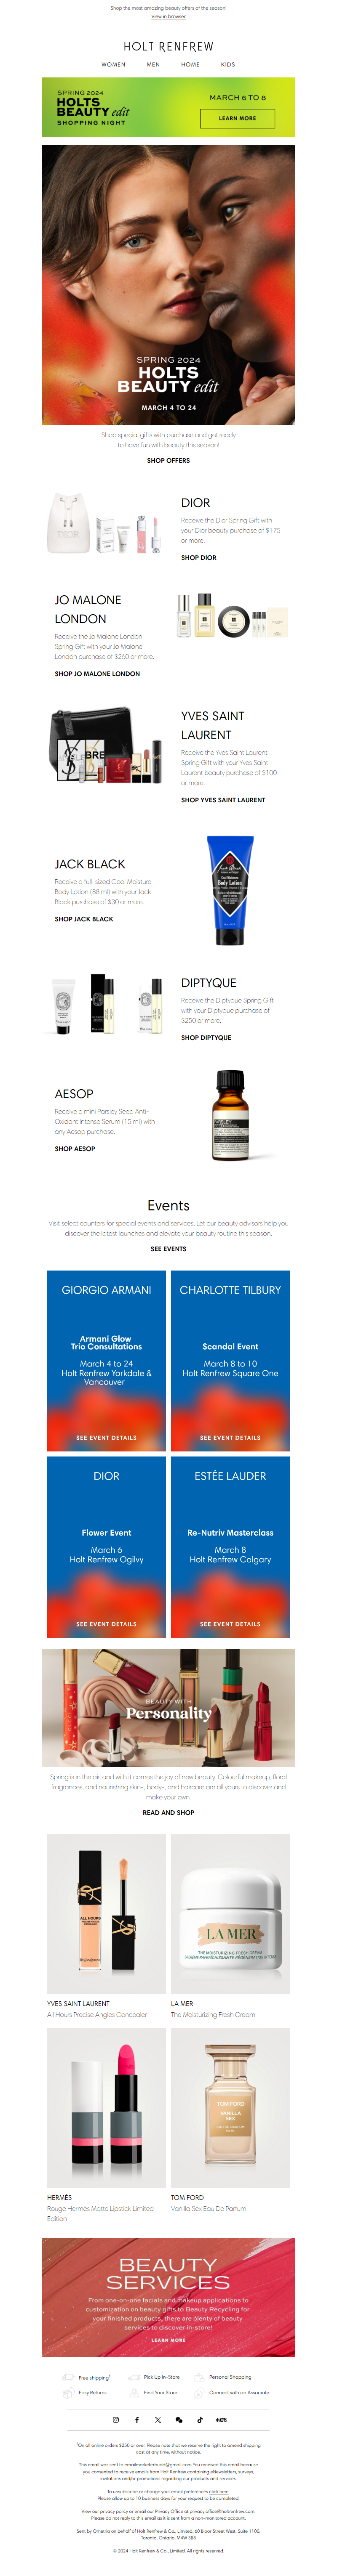 Shop the most amazing beauty offers of the season!
View in browser
HOLT RENFREW
WOMEN MEN HOME KIDS
SPRING 2024
HOLTS
BEAUTY edit
SHOPPING NIGHT
MARCH 6 TO 8
LEARN MORE
SPRING 2024
HOLTS
BEAUTY edit
MARCH 4 TO 24
Shop special gifts with purchase and get ready
to have fun with beauty this season!
SHOP OFFERS
DIOR
Receive the Dior Spring Gift with
your Dior beauty purchase of $175
or more.
SHOP DIOR
JO MALONE
LONDON
Receive the Jo Malone London
Spring Gift with your Jo Malone
London purchase of $260 or more.
SHOP JO MALONE LONDON
YVES SAINT
LAURENT
Receive the Yves Saint Laurent
Spring Gift with your Yves Saint
Laurent beauty purchase of $100
or more.
SHOP YVES SAINT LAURENT
JACK BLACK
Receive a full-sized Cool Moisture
Body Lotion (88 ml) with your Jack
Black purchase of $30 or more.
SHOP JACK BLACK
Jack Black
Body Lotion
DIPTYQUE
Receive the Diptyque Spring Gift
with your Diptyque purchase of
$250 or more.
SHOP DIPTYQUE
AESOP
Receive a mini Parsley Seed Anti-
Oxidant Intense Serum (15 ml) with
any Aesop purchase.
SHOP AESOP
Events
Visit select counters for special events and services. Let our beauty advisors help you
discover the latest launches and elevate your beauty routine this season.
SEE EVENTS
GIORGIO ARMANI
Armani Glow
Trio Consultations
March 4 to 24
Holt Renfrew Yorkdale &
Vancouver
SEE EVENT DETAILS
CHARLOTTE TILBURY
Scandal Event
March 8 to 10
Holt Renfrew Square One
SEE EVENT DETAILS
DIOR
Flower Event
March 6
Holt Renfrew Ogilvy
SEE EVENT DETAILS
ESTÉE LAUDER
Re-Nutriv Masterclass
March 8
Holt Renfrew Calgary
SEE EVENT DETAILS
BEAUTY WITH
Personality
Spring is in the air, and with it comes the joy of new beauty. Colourful makeup, floral
fragrances, and nourishing skin-, body-, and haircare are all yours to discover and
make your own.
READ AND SHOP
ALL HOURS
LA MER
THE MOISTURIZING FRESH CREAM
YVES SAINT LAURENT
All Hours Precise Angles Concealer
LA MER
The Moisturizing Fresh Cream
TOM FORD
VANILLA
SEX
HERMÈS
Rouge Hermès Matte Lipstick Limited
Edition
TOM FORD
Vanilla Sex Eau De Parfum
BEAUTY
SERVICES
From one-on-one facials and makeup applications to
customization on beauty gifts to Beauty Recycling for
your finished products, there are plenty of beauty
services to discover in-store!
LEARN MORE
Free shipping†
Pick Up In-Store
Personal Shopping
Easy Returns
Find Your Store
Connect with an Associate
†On all online orders $250 or over. Please note that we reserve the right to amend shipping
cost at any time, without notice.
This email was sent to emailmarketerbudd@gmail.com You received this email because
you consented to receive emails from Holt Renfrew containing eNewsletters, surveys,
invitations and/or promotions regarding our products and services.
To unsubscribe or change your email preferences click here.
Please allow up to 10 business days for your request to be completed.
View our privacy policy or email our Privacy Office at privacy.office@holtrenfrew.com.
Please do not reply to this email as it is sent from a non-monitored account.
Sent by Ometria on behalf of Holt Renfrew & Co., Limited, 60 Bloor Street West, Suite 1100,
Toronto, Ontario, M4W 3B8
© 2024 Holt Renfrew & Co., Limited. All rights reserved.